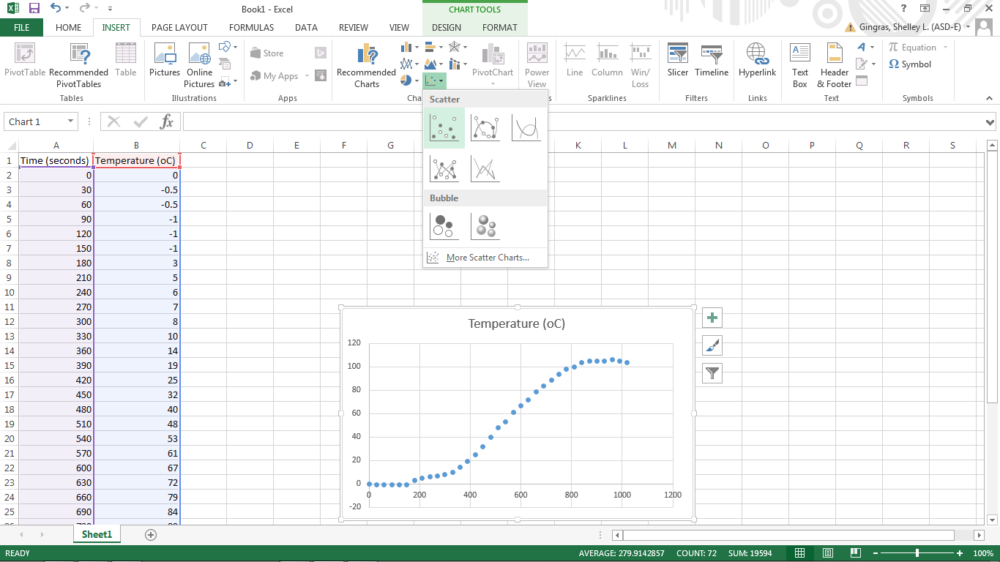 Book1 - Excel
CHART TOOLS
?
FILE HOME INSERT PAGE LAYOUT FORMULAS DATA REVIEW VIEW DESIGN FORMAT Gingras, Shelley L. (ASD-E)
PivotTable Recommended PivotTables Table
Tables
Pictures Online Pictures
Illustrations
Store
My Apps
Apps
Recommended Charts
PivotChart
Power View
Line Column Win/ Loss
Sparklines
Slicer Timeline
Filters
Hyperlink
Links
Text Box Header & Footer
Text
π Equation
Ω Symbol
Symbols
Chart 1 fx
Scatter
Bubble
More Scatter Charts...
A B C D E F G K L M N O P Q R S
1 Time (seconds) Temperature (oC)
2 0 0
3 30 -0.5
4 60 -0.5
5 90 -1
6 120 -1
7 150 -1
8 180 3
9 210 5
10 240 6
11 270 7
12 300 8
13 330 10
14 360 14
15 390 19
16 420 25
17 450 32
18 480 40
19 510 48
20 540 53
21 570 61
22 600 67
23 630 72
24 660 79
25 690 84
Temperature (oC)
120
100
80
60
40
20
0
-20
0 200 400 600 800 1000 1200
Sheet1
READY AVERAGE: 279.9142857 COUNT: 72 SUM: 19594 100%